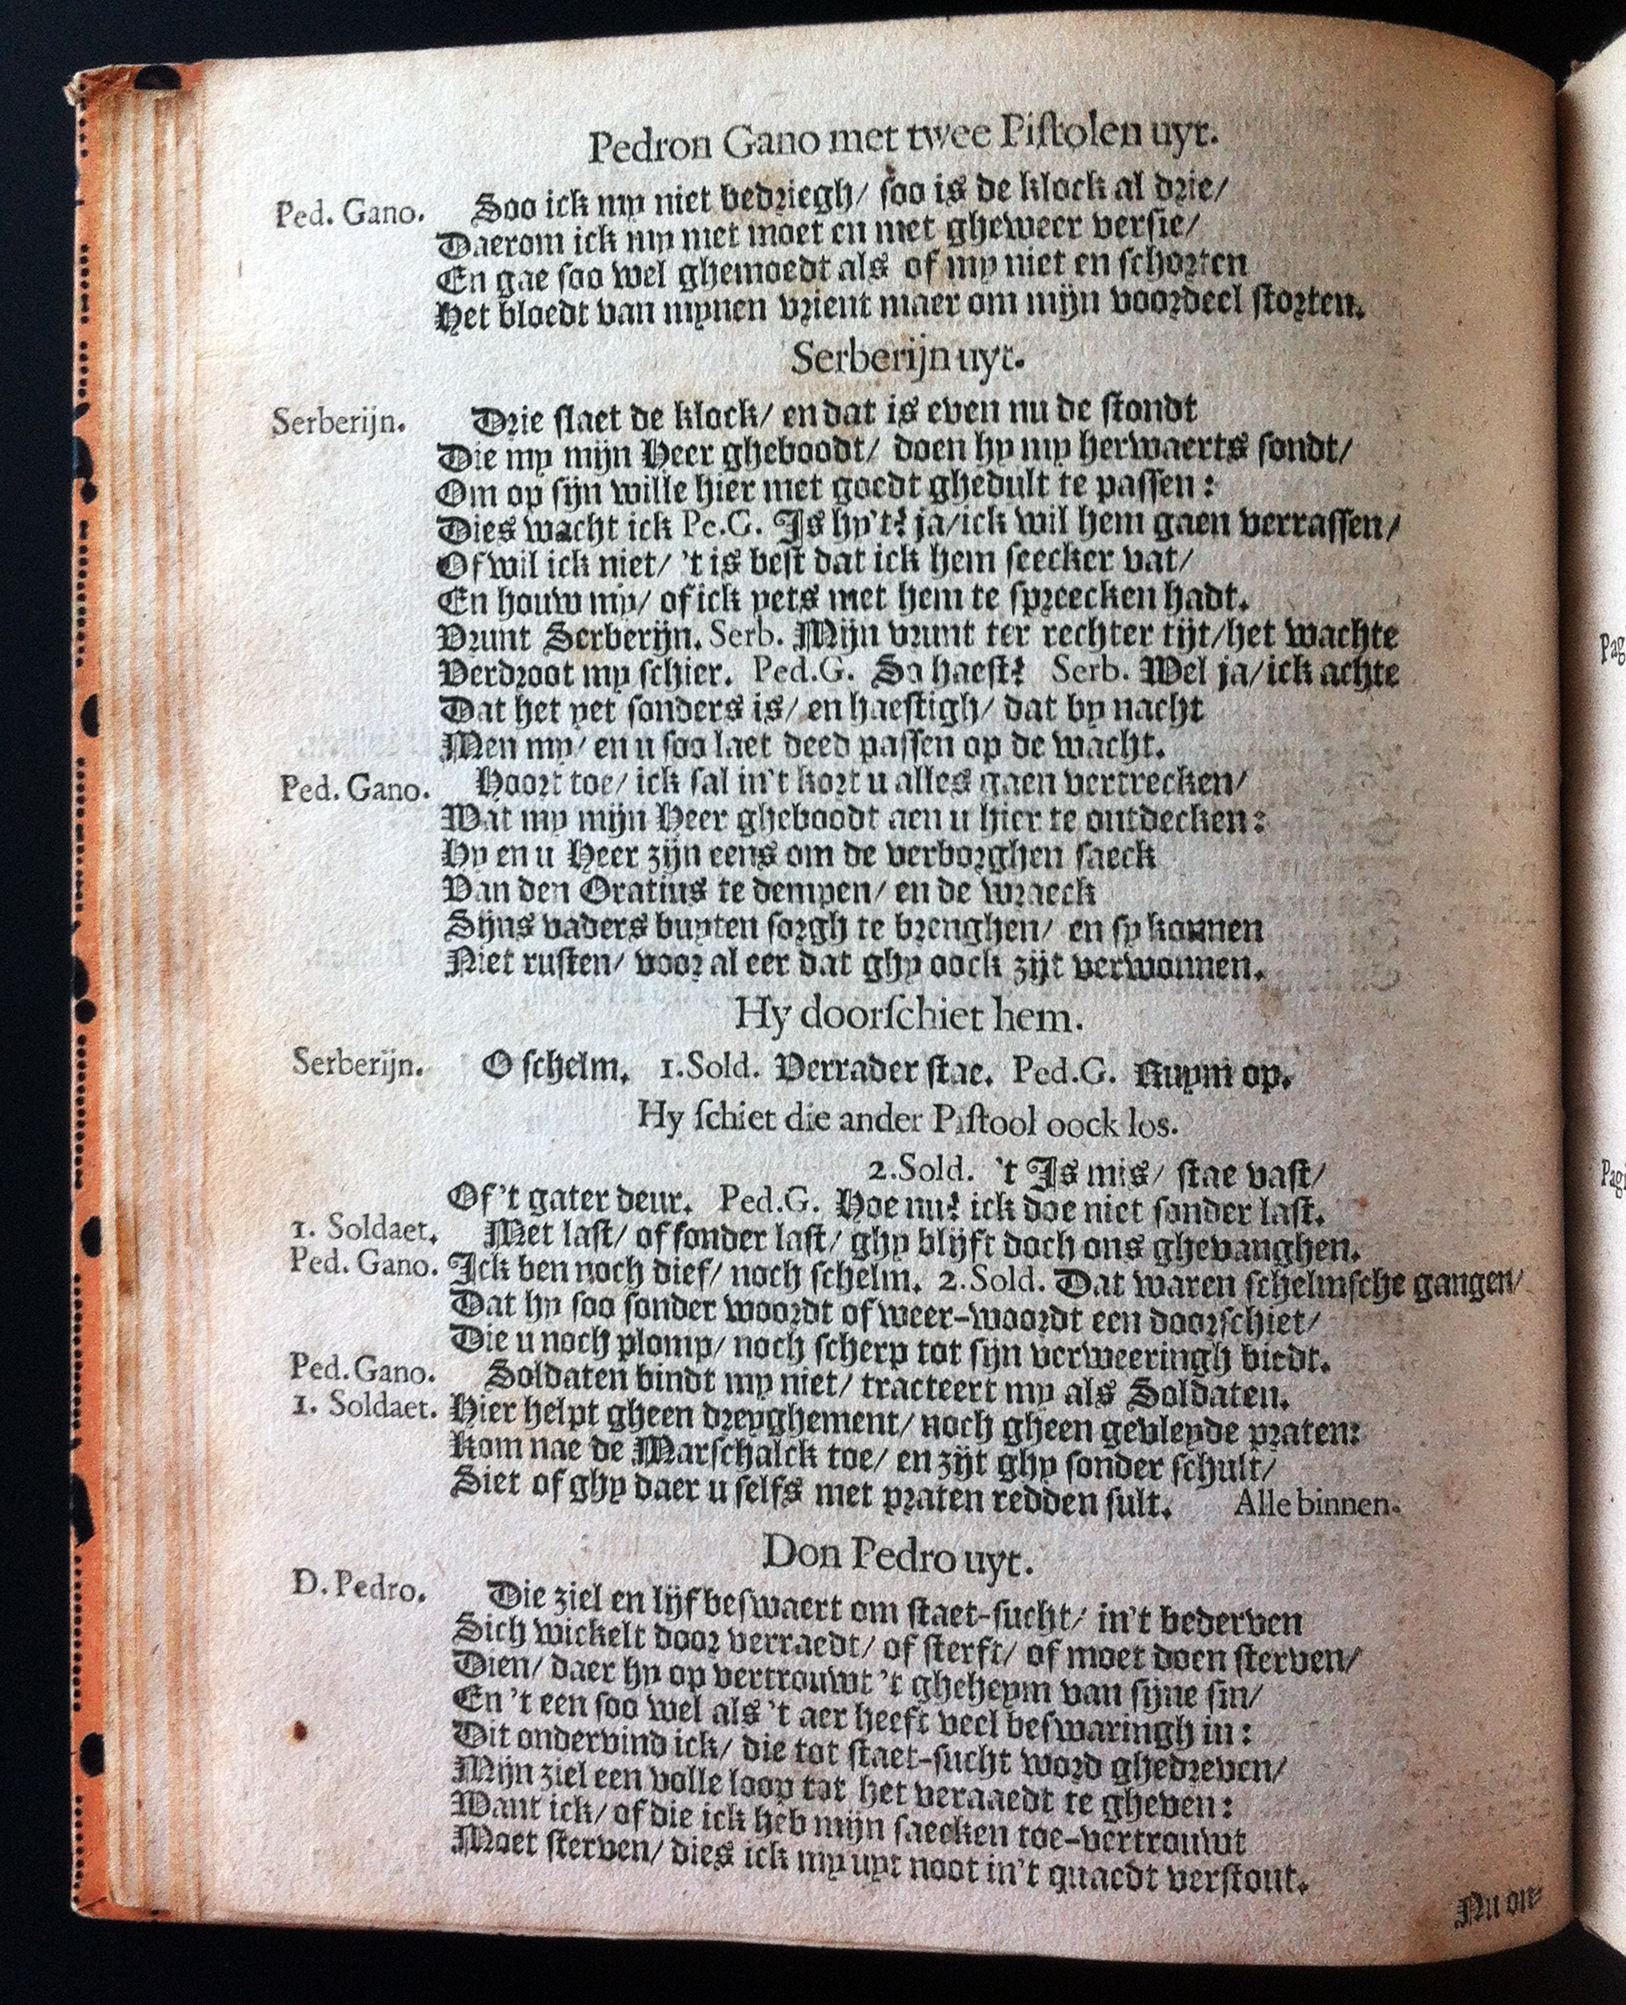 Pedron Gano met twee Piſtolen uyt.
Ped. Gano. Soo ick my niet bedriegh/ ſoo is de klock al drie/
Daerom ick my met moet en met gheweer verſie/
En gae ſoo wel ghemoedt als of my niet en ſchorten
Het bloedt van mynen vrient maer om mijn voordeel ſtorten.
Serberijn uyt.
Serberijn. Drie ſlaet de klock/ en dat is even nu de ſtondt
Die my mijn Heer gheboodt/ doen hy my herwaerts ſondt/
Om op ſijn wille hier met goedt ghedult te paſſen:
Dies wacht ick Pe.G. Is hy't? ja/ick wil hem gaen verraſſen/
Of wil ick niet/ 't is beſt dat ick hem ſeecker vat/
En houw my/ of ick yets met hem te ſpreecken hadt.
Vrunt Serberijn. Serb. Mijn vrunt ter rechter tijt/het wachte
Verdroot my ſchier. Ped.G. Sa haeſt? Serb. Wel ja/ick achte
Dat het yet ſonders is/ en haeſtigh/ dat by nacht
Men my/ en u ſoo laet deed paſſen op de wacht.
Ped. Gano. Hoort toe/ ick ſal in't kort u alles gaen vertrecken/
Wat my mijn Heer gheboodt aen u hier te ontdecken:
Hy en u Heer zijn eens om de verborghen ſaeck
Van den Oratius te dempen/ en de wraeck
Sijns vaders buyten ſorgh te brenghen/ en ſy konnen
Niet ruſten/ voor al eer dat ghy oock zijt verwonnen.
Hy doorſchiet hem.
Serberijn. O ſchelm. 1.Sold. Verrader ſtae. Ped.G. Ruym op.
Hy ſchiet die ander Piſtool oock los.
2.Sold. 't Is mis/ ſtae vaſt/
Of 't gater deur. Ped.G. Hoe nu? ick doe niet ſonder laſt.
1. Soldaet. Met laſt/ of ſonder laſt/ ghy blijft doch ons ghevanghen.
Ped. Gano. Ick ben noch dief/ noch ſchelm. 2.Sold. Dat waren ſchelmſche gangen/
Dat hy ſoo ſonder woordt of weer-woordt een doorſchiet/
Die u noch plomp/ noch ſcherp tot ſijn verweeringh biedt.
Ped. Gano. Soldaten bindt my niet/ tracteert my als Soldaten.
1. Soldaet. Hier helpt gheen dreyghement/ noch gheen gevleyde praten:
Kom nae de Marſchalck toe/ en zijt ghy ſonder ſchult/
Siet of ghy daer u ſelfs met praten redden ſult. Alle binnen.
Don Pedro uyt.
D. Pedro. Die ziel en lijf beſwaert om ſtaet-ſucht/ in't bederven
Sich wickelt door verraedt/ of ſterft/ of moet doen ſterven/
Dien/ daer hy op vertrouwt 't gheheym van ſijne ſin/
En 't een ſoo wel als 't aer heeft veel beſwaringh in:
Dit ondervind ick/ die tot ſtaet-ſucht word ghedreven/
Mijn ziel een volle loop tot het veraaedt te gheven:
Want ick/ of die ick heb mijn ſaecken toe-vertrouwt
Moet ſterven/ dies ick my uyt noot in't quaedt verſtout.
Nu on-
Pag
Pagi